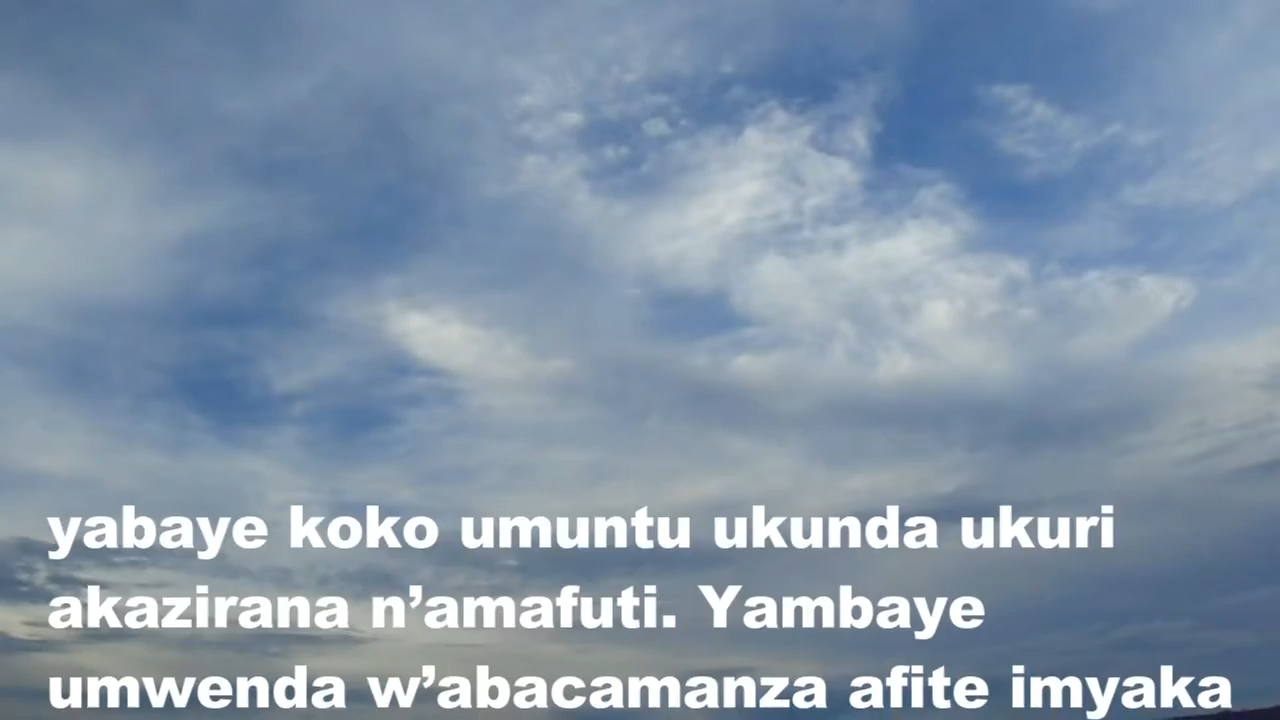 yabaye koko umuntu ukunda ukuri
akazirana n’amafuti. Yambaye
umwenda w’abacamanza afite imyaka